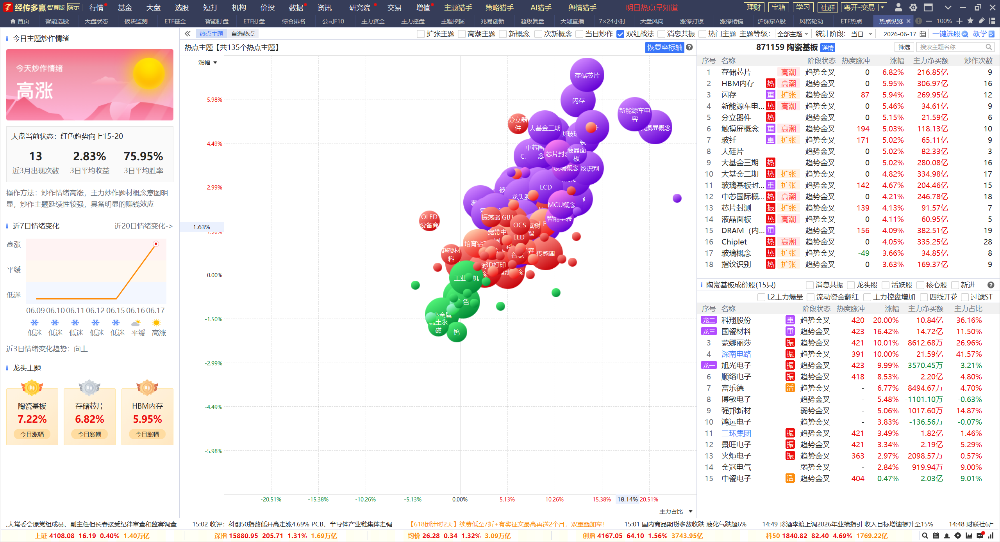 经传多赢 智尊版 演示 行情 基金 大盘 选股 短打 机构 价投 数据 资讯 研究院 交易 增值 主题猎手 策略猎手 AI猎手 舆情猎手 明日热点早知道 理财 宝箱 学习 社群 粤开-交易
首页 智能选股 大盘状态 板块监测 ETF基金 智能盯盘 ETF盯盘 综合排名 公司F10 主力资金 主力控盘 主题挖掘 兆易创新 超级复盘 大咖直播 7×24小时 大盘风向 涨停打板 涨停棱镜 沪深京A股 风格轮动 ETF热点 热点纵览 100%
今日主题炒作情绪
今天炒作情绪
高涨
大盘当前状态：红色趋势向上15-20
13 2.83% 75.95%
近3月出现次数 3日平均收益 3日平均胜率
操作方法：炒作情绪高涨，主力炒作题材概念意图明
显，炒作主题延续性较强，具备明显的赚钱效应
近7日情绪变化 近20日情绪变化->
高涨
平缓
低迷
06.09 06.10 06.11 06.12 06.15 06.16 06.17
低迷 低迷 低迷 低迷 低迷 平缓 高涨
近3日情绪变化趋势：向上
龙头主题
陶瓷基板 存储芯片 HBM内存
7.22% 6.82% 5.95%
今日涨幅 今日涨幅 今日涨幅
热点主题 自选热点 扩张主题 高潮主题 新概念 次新概念 当日炒作 双红战法 消息共振 热门主题 主题等级： 全部主题 统计阶段: 当日 2026-06-17 一键选股 教学
热点主题【共135个热点主题】 恢复坐标轴
涨幅
5.98%
4.49%
2.99%
1.63%
0.00%
-1.50%
-2.99%
-4.49%
-5.98%
存储芯片
闪存
新能源车电容
分立器件
大基金三期
触摸屏概念
芯片封测
液晶面板
玻璃概念
LCD
MCU概念
OLED设备商
振荡器
OCS
宽带中国
LED
超硬材料
传感器
3D打印
钨
-20.51% -15.38% -10.26% -5.13% 0.00% 5.13% 10.26% 15.38% 18.14% 20.51%
主力占比
871159 陶瓷基板 详情 筛选 搜索主题名称
序号 名称 阶段状态 热度脉冲 涨幅 主力净买额 炒作次数
1 存储芯片 高潮 趋势金叉 0 6.82% 216.85亿 9
2 HBM内存 热 高潮 趋势金叉 0 5.95% 306.97亿 16
3 闪存 重 扩张 趋势金叉 87 5.94% 269.95亿 12
4 新能源车电... 热 高潮 趋势金叉 0 5.46% 34.61亿 9
5 分立器件 热 趋势金叉 0 5.15% 21.59亿 6
6 触摸屏概念 重 高潮 趋势金叉 194 5.03% 118.13亿 10
7 玻纤 重 扩张 趋势金叉 171 5.02% 65.11亿 9
8 大硅片 趋势金叉 0 5.02% 82.33亿 3
9 大基金三期 热 趋势金叉 0 5.02% 280.08亿 16
10 大基金二期 热 扩张 趋势金叉 0 4.82% 334.98亿 17
11 玻璃基板封... 重 扩张 趋势金叉 142 4.67% 204.46亿 15
12 中芯国际概... 热 高潮 趋势金叉 0 4.21% 246.78亿 18
13 芯片封测 振 扩张 趋势金叉 139 4.13% 91.57亿 7
14 液晶面板 热 高潮 趋势金叉 0 4.11% 60.95亿 5
15 DRAM（内... 重 趋势金叉 156 4.09% 382.51亿 19
16 Chiplet 热 高潮 趋势金叉 0 4.05% 335.25亿 28
17 玻璃概念 热 扩张 趋势金叉 -49 3.66% 34.85亿 8
18 指纹识别 热 扩张 趋势金叉 0 3.63% 169.37亿 9
陶瓷基板成份股(15只) 消息共振 龙头股 活跃股 核心股 新进
L2主力爆量 流动资金翻红 主力控盘增加 四线开花 过滤ST
序号 名称 阶段状态 热度脉冲 涨幅 主力净买额 主力占比
龙二 科翔股份 重 趋势金叉 420 20.00% 10.84亿 36.16%
龙三 国瓷材料 重 趋势金叉 423 16.42% 14.72亿 11.50%
3 蒙娜丽莎 振 趋势金叉 421 10.01% 8612.68万 26.96%
4 深南电路 振 趋势金叉 391 10.00% 21.59亿 41.57%
龙一 旭光电子 振 趋势金叉 423 9.99% -3570.45万 -3.21%
6 顺络电子 振 趋势金叉 418 8.53% 2.20亿 4.80%
7 富乐德 活 趋势金叉 - 6.77% 8494.67万 4.70%
8 博敏电子 趋势金叉 - 5.48% -1101.10万 -0.63%
9 强邦新材 弱势金叉 - 5.06% 1017.60万 14.87%
10 鸿远电子 趋势金叉 - 3.83% -136.56万 -0.07%
11 三环集团 振 趋势金叉 421 3.49% 1.82亿 1.46%
12 景旺电子 振 趋势金叉 421 3.34% 2.19亿 5.29%
13 火炬电子 振 趋势金叉 363 2.97% 2098.57万 0.57%
14 金冠电气 弱势金叉 - 2.84% 919.94万 9.00%
15 中瓷电子 活 趋势金叉 404 -0.47% -2.03亿 -9.01%
大常委会原党组成员、副主任但长春接受纪律审查和监察调查 15:02 收评：科创50指数低开高走涨4.69% PCB、半导体产业链集体走强 【618倒计时2天】续费低至7折+有奖征文最高再送2个月，双重叠加享！ 15:01 国内商品期货多数收跌 液化气跌超6% 14:49 珍酒李渡上调2026年业绩指引 收入目标增速提升至15% 14:48 财联社6月
上证 4108.08 16.19 0.40% 1.40万亿 深指 15880.95 205.71 1.31% 1.69万亿 均价 26.28 0.34 1.32% 3.09万亿 创指 4167.05 64.10 1.56% 3743.95亿 科50 1840.82 82.40 4.69% 1769.22亿